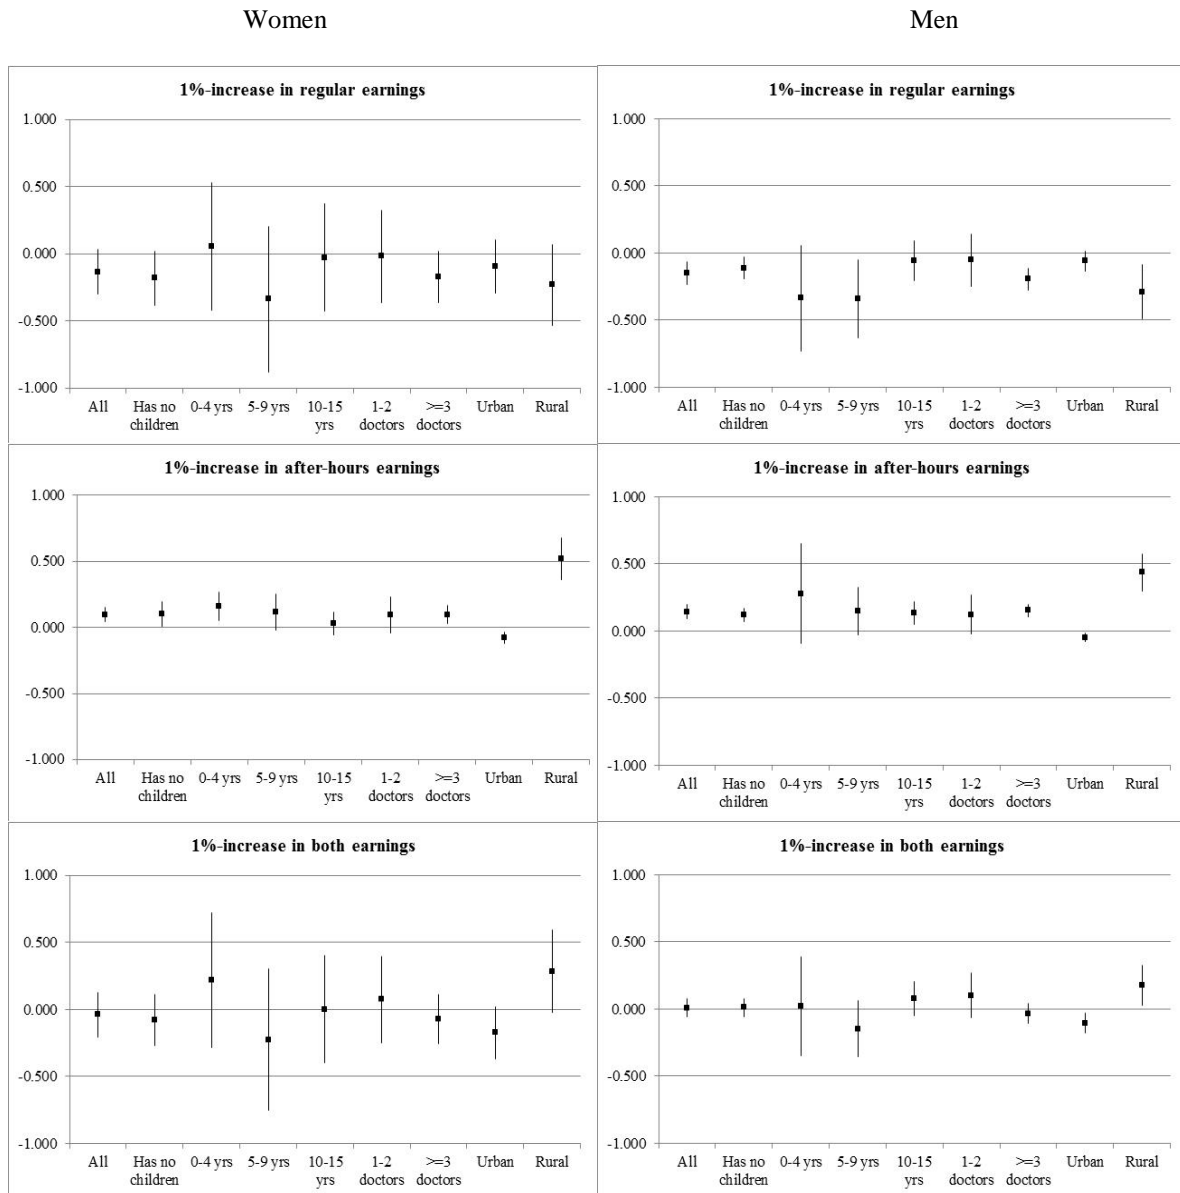 Women
Men
1%-increase in regular earnings
1.000
0.500
0.000
-0.500
-1.000
All Has no 0-4 yrs 5-9 yrs 10-15 1-2 >=3 Urban Rural
children yrs doctors doctors
1%-increase in regular earnings
1.000
0.500
0.000
-0.500
-1.000
All Has no 0-4 yrs 5-9 yrs 10-15 1-2 >=3 Urban Rural
children yrs doctors doctors
1%-increase in after-hours earnings
1.000
0.500
0.000
-0.500
-1.000
All Has no 0-4 yrs 5-9 yrs 10-15 1-2 >=3 Urban Rural
children yrs doctors doctors
1%-increase in after-hours earnings
1.000
0.500
0.000
-0.500
-1.000
All Has no 0-4 yrs 5-9 yrs 10-15 1-2 >=3 Urban Rural
children yrs doctors doctors
1%-increase in both earnings
1.000
0.500
0.000
-0.500
-1.000
All Has no 0-4 yrs 5-9 yrs 10-15 1-2 >=3 Urban Rural
children yrs doctors doctors
1%-increase in both earnings
1.000
0.500
0.000
-0.500
-1.000
All Has no 0-4 yrs 5-9 yrs 10-15 1-2 >=3 Urban Rural
children yrs doctors doctors